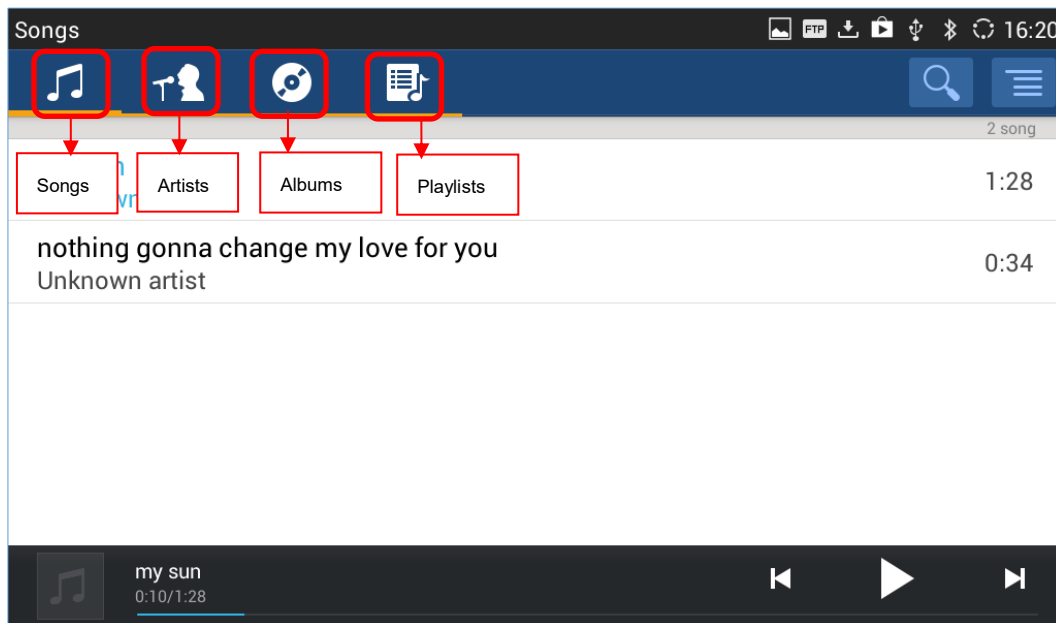 Songs
FTP
16:20
2 song
Songs
Artists
Albums
Playlists
1:28
nothing gonna change my love for you
0:34
Unknown artist
my sun
0:10/1:28